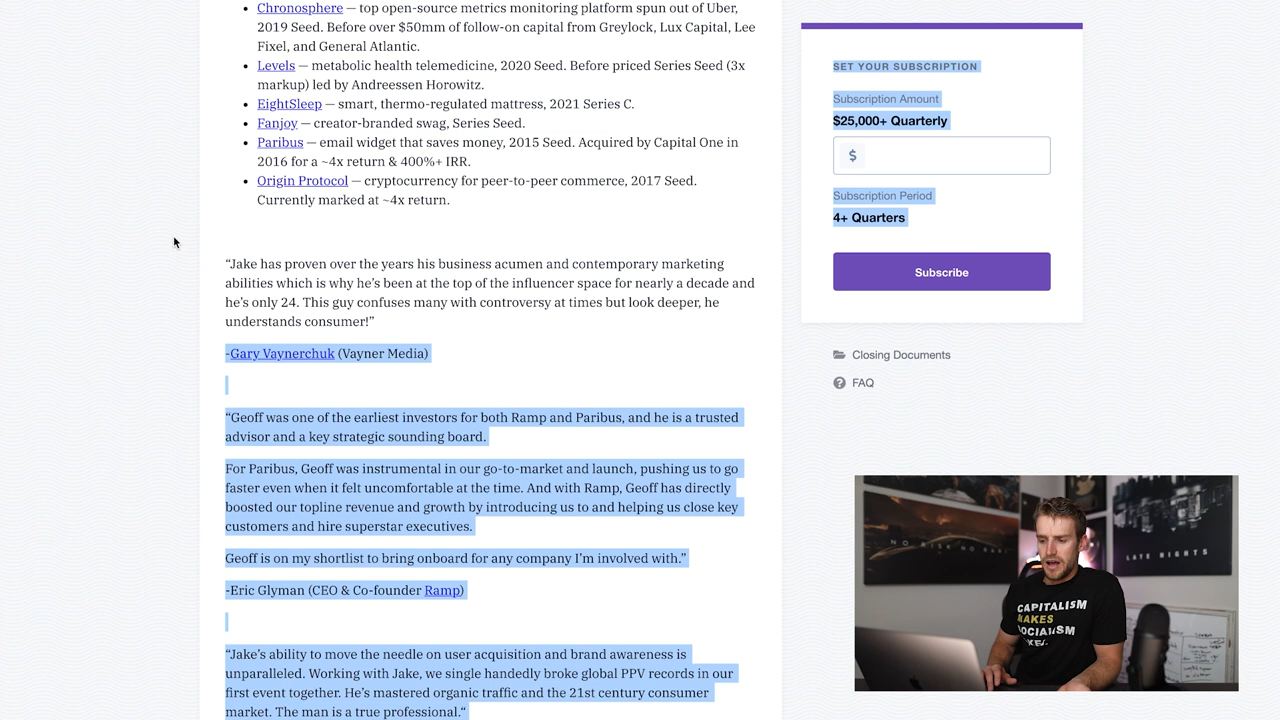 Chronosphere — top open-source metrics monitoring platform spun out of Uber,
2019 Seed. Before over $50mm of follow-on capital from Greylock, Lux Capital, Lee
Fixel, and General Atlantic.
Levels — metabolic health telemedicine, 2020 Seed. Before priced Series Seed (3x
markup) led by Andreessen Horowitz.
EightSleep — smart, thermo-regulated mattress, 2021 Series C.
Fanjoy — creator-branded swag, Series Seed.
Paribus — email widget that saves money, 2015 Seed. Acquired by Capital One in
2016 for a ~4x return & 400%+ IRR.
Origin Protocol — cryptocurrency for peer-to-peer commerce, 2017 Seed.
Currently marked at ~4x return.
“Jake has proven over the years his business acumen and contemporary marketing
abilities which is why he’s been at the top of the influencer space for nearly a decade and
he’s only 24. This guy confuses many with controversy at times but look deeper, he
understands consumer!”
-Gary Vaynerchuk (Vayner Media)
“Geoff was one of the earliest investors for both Ramp and Paribus, and he is a trusted
advisor and a key strategic sounding board.
For Paribus, Geoff was instrumental in our go-to-market and launch, pushing us to go
faster even when it felt uncomfortable at the time. And with Ramp, Geoff has directly
boosted our topline revenue and growth by introducing us to and helping us close key
customers and hire superstar executives.
Geoff is on my shortlist to bring onboard for any company I’m involved with.”
-Eric Glyman (CEO & Co-founder Ramp)
“Jake’s ability to move the needle on user acquisition and brand awareness is
unparalleled. Working with Jake, we single handedly broke global PPV records in our
first event together. He’s mastered organic traffic and the 21st century consumer
market. The man is a true professional.“
SET YOUR SUBSCRIPTION
Subscription Amount
$25,000+ Quarterly
$
Subscription Period
4+ Quarters
Subscribe
Closing Documents
FAQ
LATE NIGHTS
CAPITALISM
MAKES
SOCIALISM